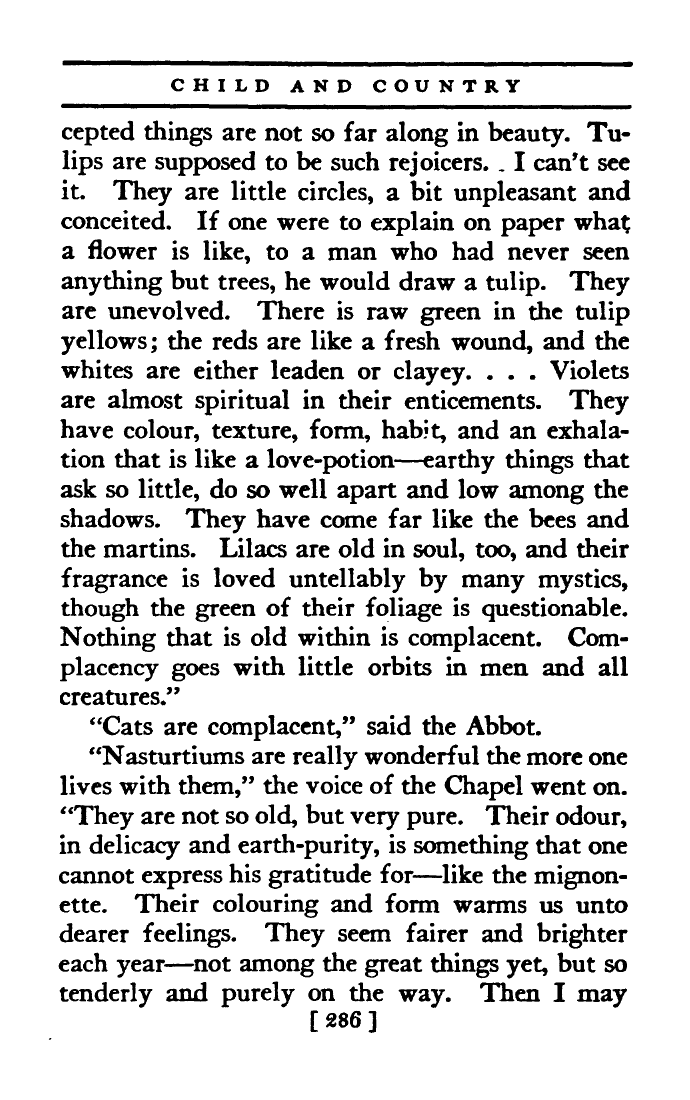 CHILD AND COUNTRY
cepted things are not so far along in beauty. Tu-
lips are supposed to be such rejoicers. . I can't see
it. They are little circles, a bit unpleasant and
conceited. If one were to explain on paper what
a flower is like, to a man who had never seen
anything but trees, he would draw a tulip. They
are unevolved. There is raw green in the tulip
yellows; the reds are like a fresh wound, and the
whites are either leaden or clayey. . . . Violets
are almost spiritual in their enticements. They
have colour, texture, form, habit, and an exhala-
tion that is like a love-potion—earthy things that
ask so little, do so well apart and low among the
shadows. They have come far like the bees and
the martins. Lilacs are old in soul, too, and their
fragrance is loved untellably by many mystics,
though the green of their foliage is questionable.
Nothing that is old within is complacent. Com-
placency goes with little orbits in men and all
creatures."
"Cats are complacent," said the Abbot.
"Nasturtiums are really wonderful the more one
lives with them," the voice of the Chapel went on.
"They are not so old, but very pure. Their odour,
in delicacy and earth-purity, is something that one
cannot express his gratitude for—like the mignon-
ette. Their colouring and form warms us unto
dearer feelings. They seem fairer and brighter
each year—not among the great things yet, but so
tenderly and purely on the way. Then I may
[ 286 ]